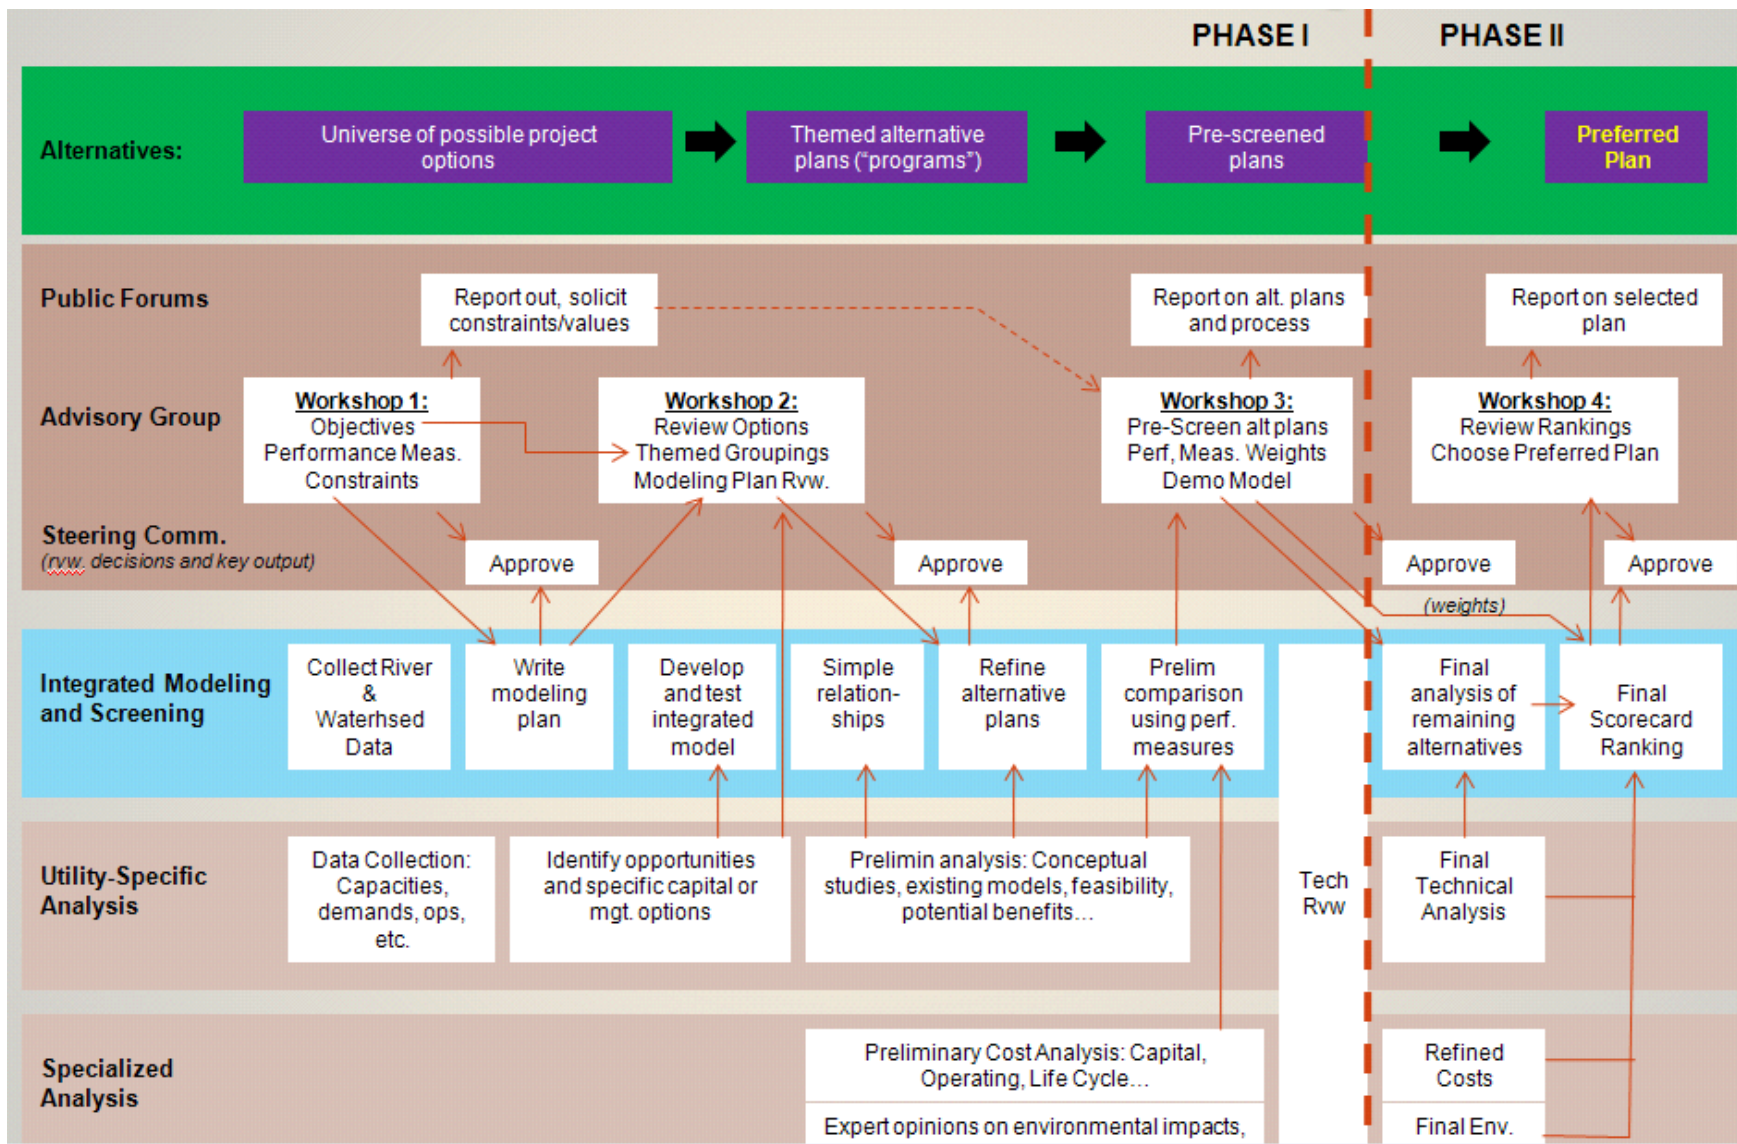 PHASE I
PHASE II
Alternatives:
Universe of possible project
options
Themed alternative
plans (“programs”)
Pre-screened
plans
Preferred
Plan
Public Forums
Report out, solicit
constraints/values
Report on alt. plans
and process
Report on selected
plan
Advisory Group
Workshop 1:
Objectives
Performance Meas.
Constraints
Workshop 2:
Review Options
Themed Groupings
Modeling Plan Rvw.
Workshop 3:
Pre-Screen alt plans
Perf, Meas. Weights
Demo Model
Workshop 4:
Review Rankings
Choose Preferred Plan
Steering Comm.
(rvw. decisions and key output)
Approve
Approve
Approve
Approve
(weights)
Integrated Modeling
and Screening
Collect River
&
Waterhsed
Data
Write
modeling
plan
Develop
and test
integrated
model
Simple
relation-
ships
Refine
alternative
plans
Prelim
comparison
using perf.
measures
Final
analysis of
remaining
alternatives
Final
Scorecard
Ranking
Utility-Specific
Analysis
Data Collection:
Capacities,
demands, ops,
etc.
Identify opportunities
and specific capital or
mgt. options
Prelimin analysis: Conceptual
studies, existing models, feasibility,
potential benefits...
Tech
Rvw
Final
Technical
Analysis
Specialized
Analysis
Preliminary Cost Analysis: Capital,
Operating, Life Cycle...
Expert opinions on environmental impacts,
Refined
Costs
Final Env.